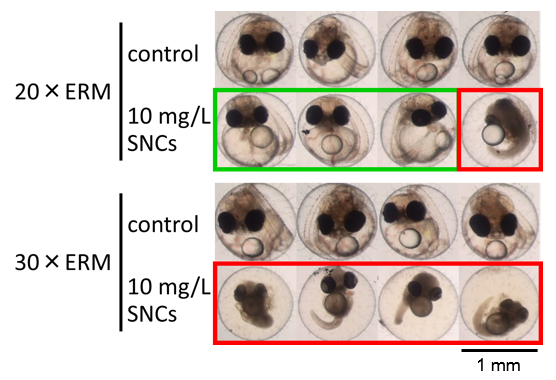 control
20 × ERM
10 mg/L
SNCs
control
30 × ERM
10 mg/L
SNCs
1 mm